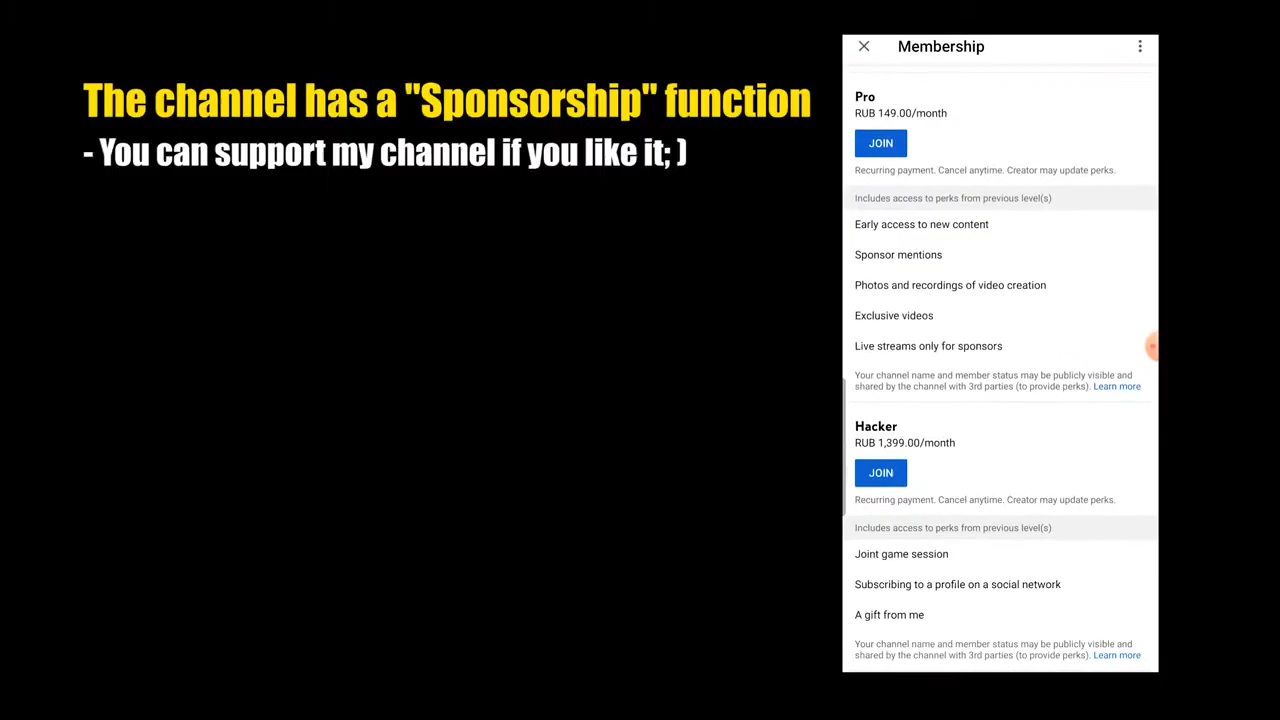 The channel has a "Sponsorship" function
- You can support my channel if you like it; )
Membership
Pro
RUB 149.00/month
JOIN
Recurring payment. Cancel anytime. Creator may update perks.
Includes access to perks from previous level(s)
Early access to new content
Sponsor mentions
Photos and recordings of video creation
Exclusive videos
Live streams only for sponsors
Your channel name and member status may be publicly visible and
shared by the channel with 3rd parties (to provide perks). Learn more
Hacker
RUB 1,399.00/month
JOIN
Recurring payment. Cancel anytime. Creator may update perks.
Includes access to perks from previous level(s)
Joint game session
Subscribing to a profile on a social network
A gift from me
Your channel name and member status may be publicly visible and
shared by the channel with 3rd parties (to provide perks). Learn more